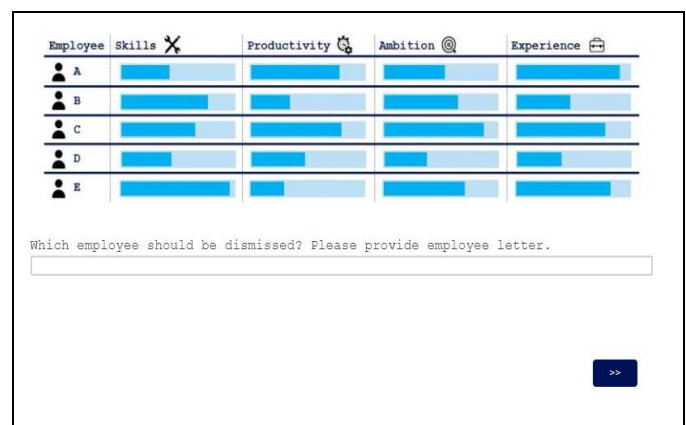 Employee Skills Productivity Ambition Experience
A
B
C
D
E
Which employee should be dismissed? Please provide employee letter.
>>